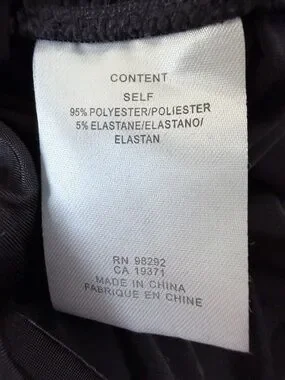 CONTENT
SELF
95% POLYESTER/POLIESTER
5% ELASTANE/ELASTANO/
ELASTAN
RN 98292
CA 19371
MADE IN CHINA
FABRIQUE EN CHINE